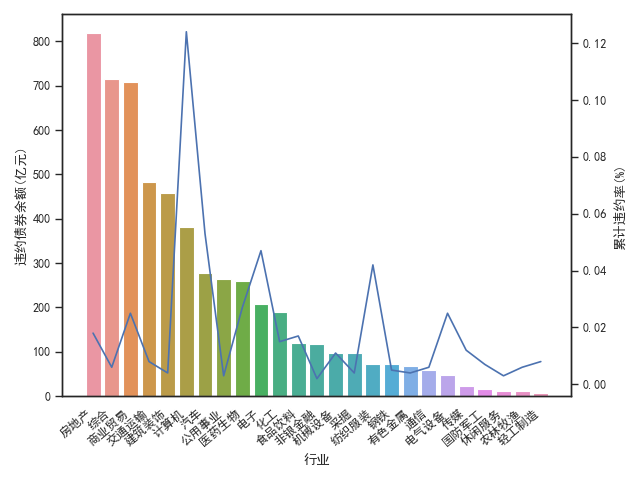 违约债券余额(亿元)
800
700
600
500
400
300
200
100
0
0.12
0.10
0.08
0.06
0.04
0.02
0.00
累计违约率(%)
房地产
综合
商业贸易
交通运输
建筑装饰
计算机
汽车
公用事业
医药生物
电子
化工
食品饮料
非银金融
机械设备
采掘
纺织服装
钢铁
有色金属
通信
电气设备
传媒
国防军工
休闲服务
农林牧渔
轻工制造
行业